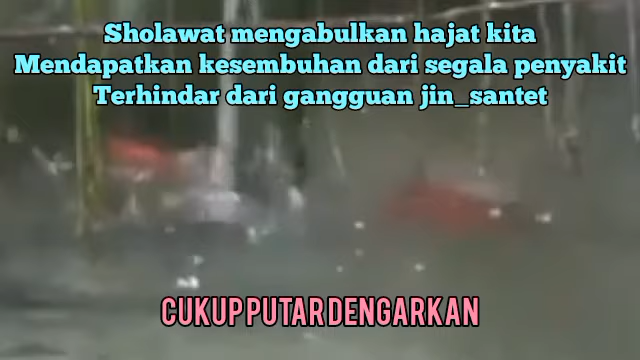 Sholawat mengabulkan hajat kita
Mendapatkan kesembuhan dari segala penyakit
Terhindar dari gangguan jin_santet
CUKUP PUTAR DENGARKAN